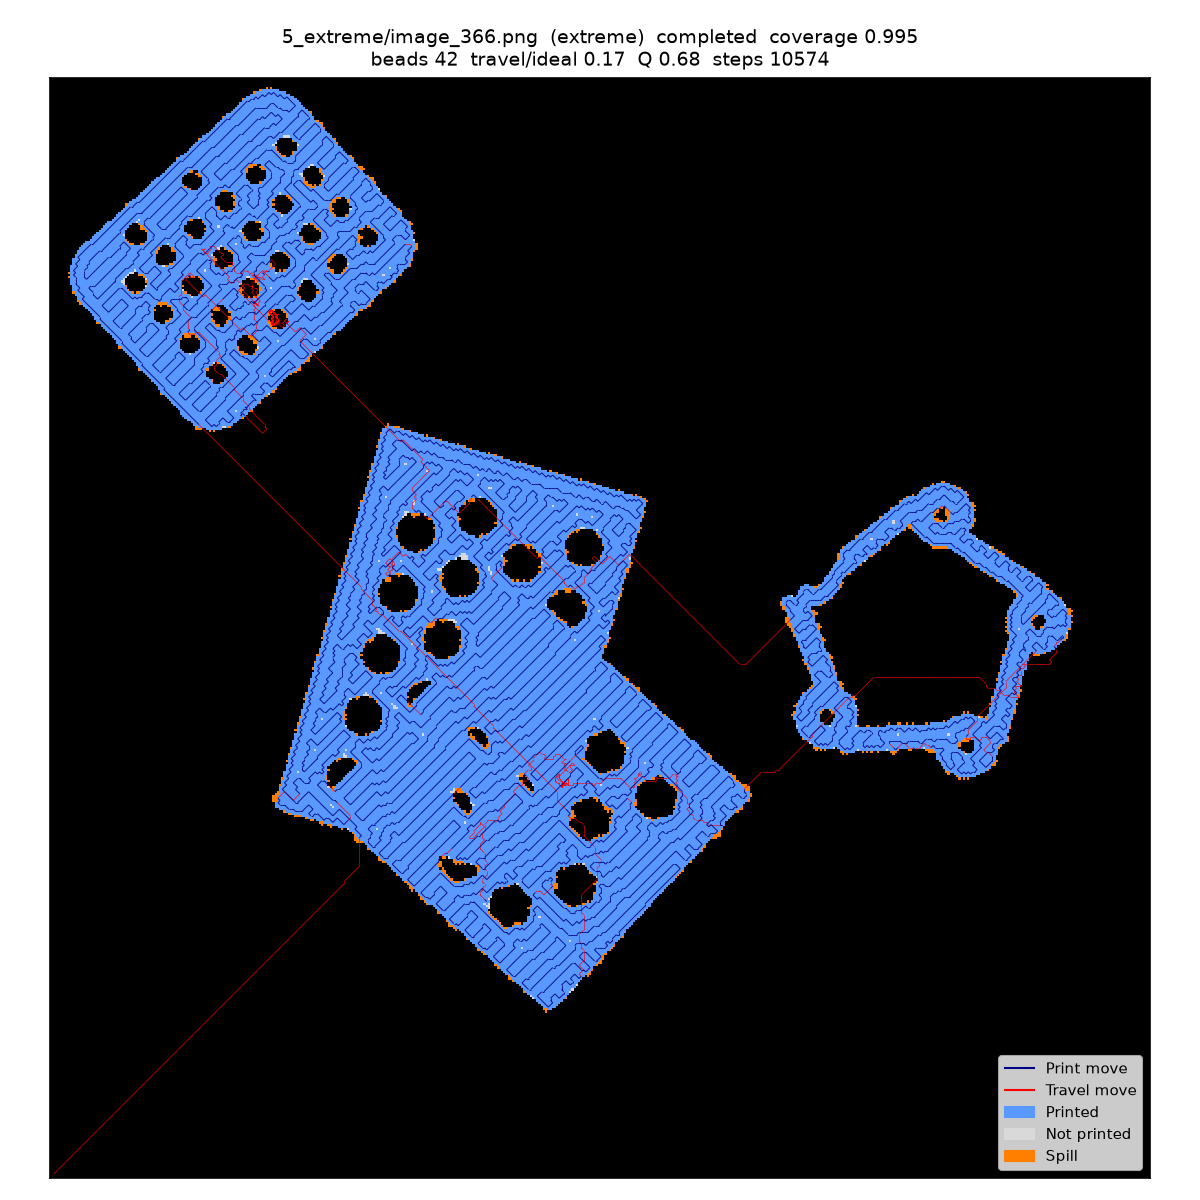 5_extreme/image_366.png  (extreme)  completed  coverage 0.995
beads 42  travel/ideal 0.17  Q 0.68  steps 10574
Print move
Travel move
Printed
Not printed
Spill